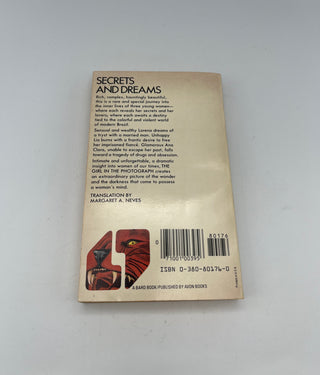 SECRETS
AND DREAMS
Rich, complex, hauntingly beautiful,
this is a rare and special journey into
the inner lives of three young women—
where each reveals her secrets and her
lovers, where each awaits a destiny
tied to the colorful and violent world
of modern Brazil.
Sensual and wealthy Lorena dreams of
a tryst with a married man. Unhappy
Lia burns with a frantic desire to free
her imprisoned fiancé. Glamorous Ana
Clara, unable to escape her past, falls
toward a tragedy of drugs and obsession.
Intimate and unforgettable, a dramatic
insight into women of our times, THE
GIRL IN THE PHOTOGRAPH creates
an extraordinary picture of the wonder
and the darkness that come to possess
a woman's mind.
TRANSLATION BY
MARGARET A. NEVES
80176
0
71001 00395
ISBN 0-380-80176-0
A BARD BOOK/PUBLISHED BY AVON BOOKS